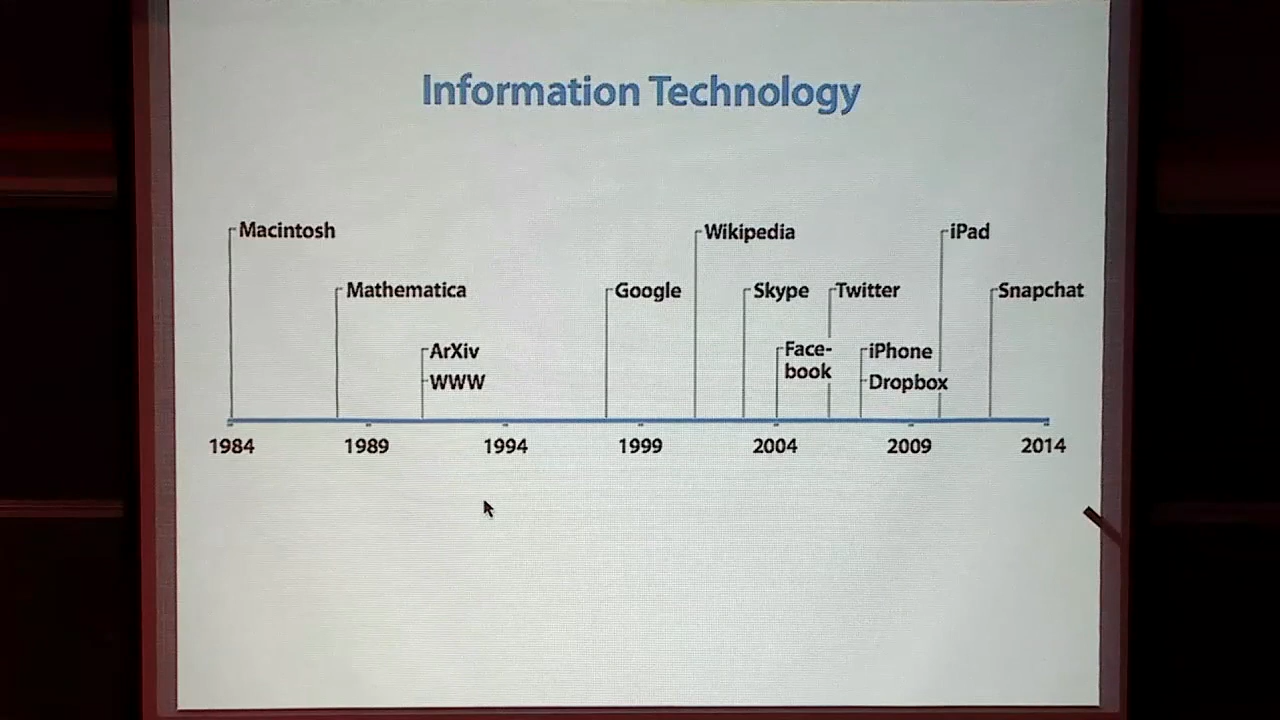 Information Technology
Macintosh
Wikipedia
iPad
Mathematica
Google
Skype
Twitter
Snapchat
ArXiv
Face-
book
iPhone
WWW
Dropbox
1984
1989
1994
1999
2004
2009
2014